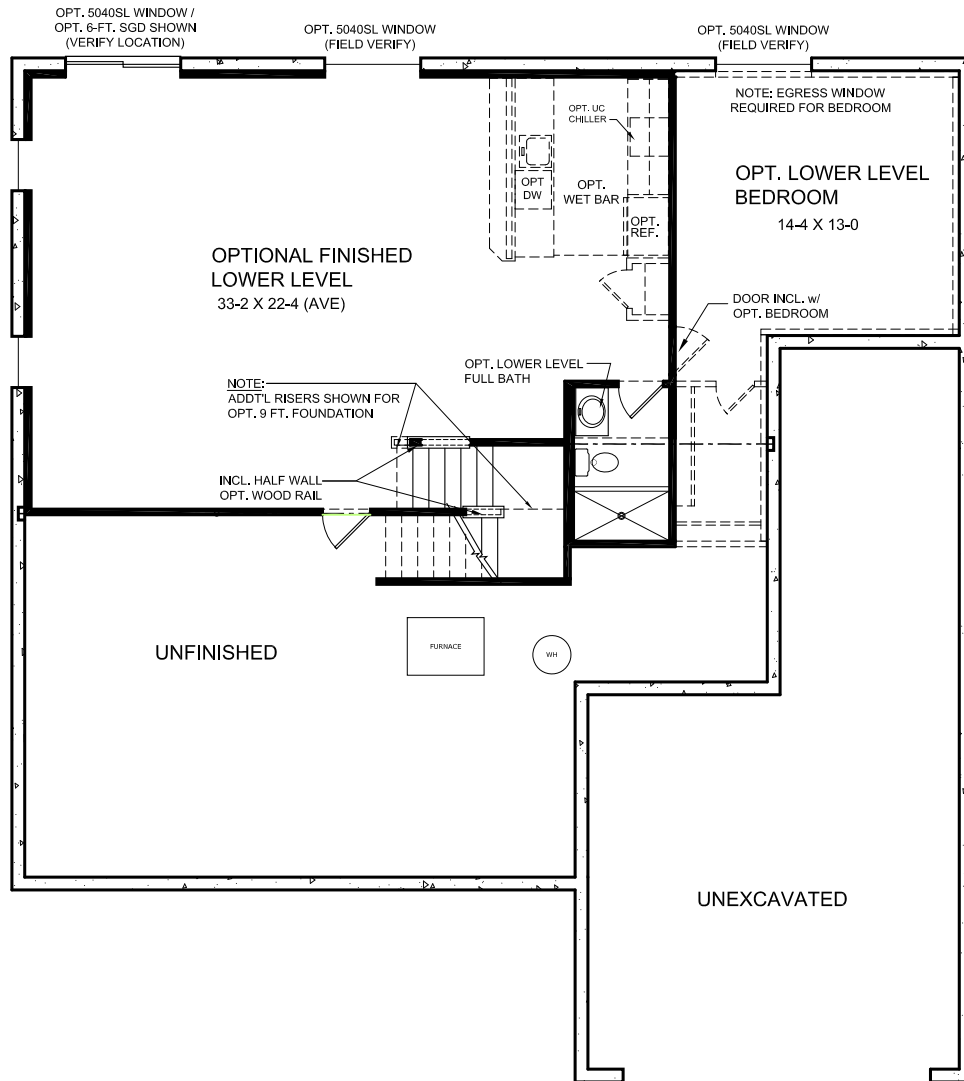 OPT. 5040SL WINDOW /
OPT. 6-FT. SGD SHOWN
(VERIFY LOCATION)
OPT. 5040SL WINDOW
(FIELD VERIFY)
OPT. 5040SL WINDOW
(FIELD VERIFY)
NOTE: EGRESS WINDOW
REQUIRED FOR BEDROOM
OPT. UC
CHILLER
OPT
DW
OPT.
WET BAR
OPT.
REF.
OPT. LOWER LEVEL
BEDROOM
14-4 X 13-0
OPTIONAL FINISHED
LOWER LEVEL
33-2 X 22-4 (AVE)
DOOR INCL. w/
OPT. BEDROOM
OPT. LOWER LEVEL
FULL BATH
NOTE:
ADDT'L RISERS SHOWN FOR
OPT. 9 FT. FOUNDATION
INCL. HALF WALL
OPT. WOOD RAIL
UNFINISHED
FURNACE
WH
UNEXCAVATED